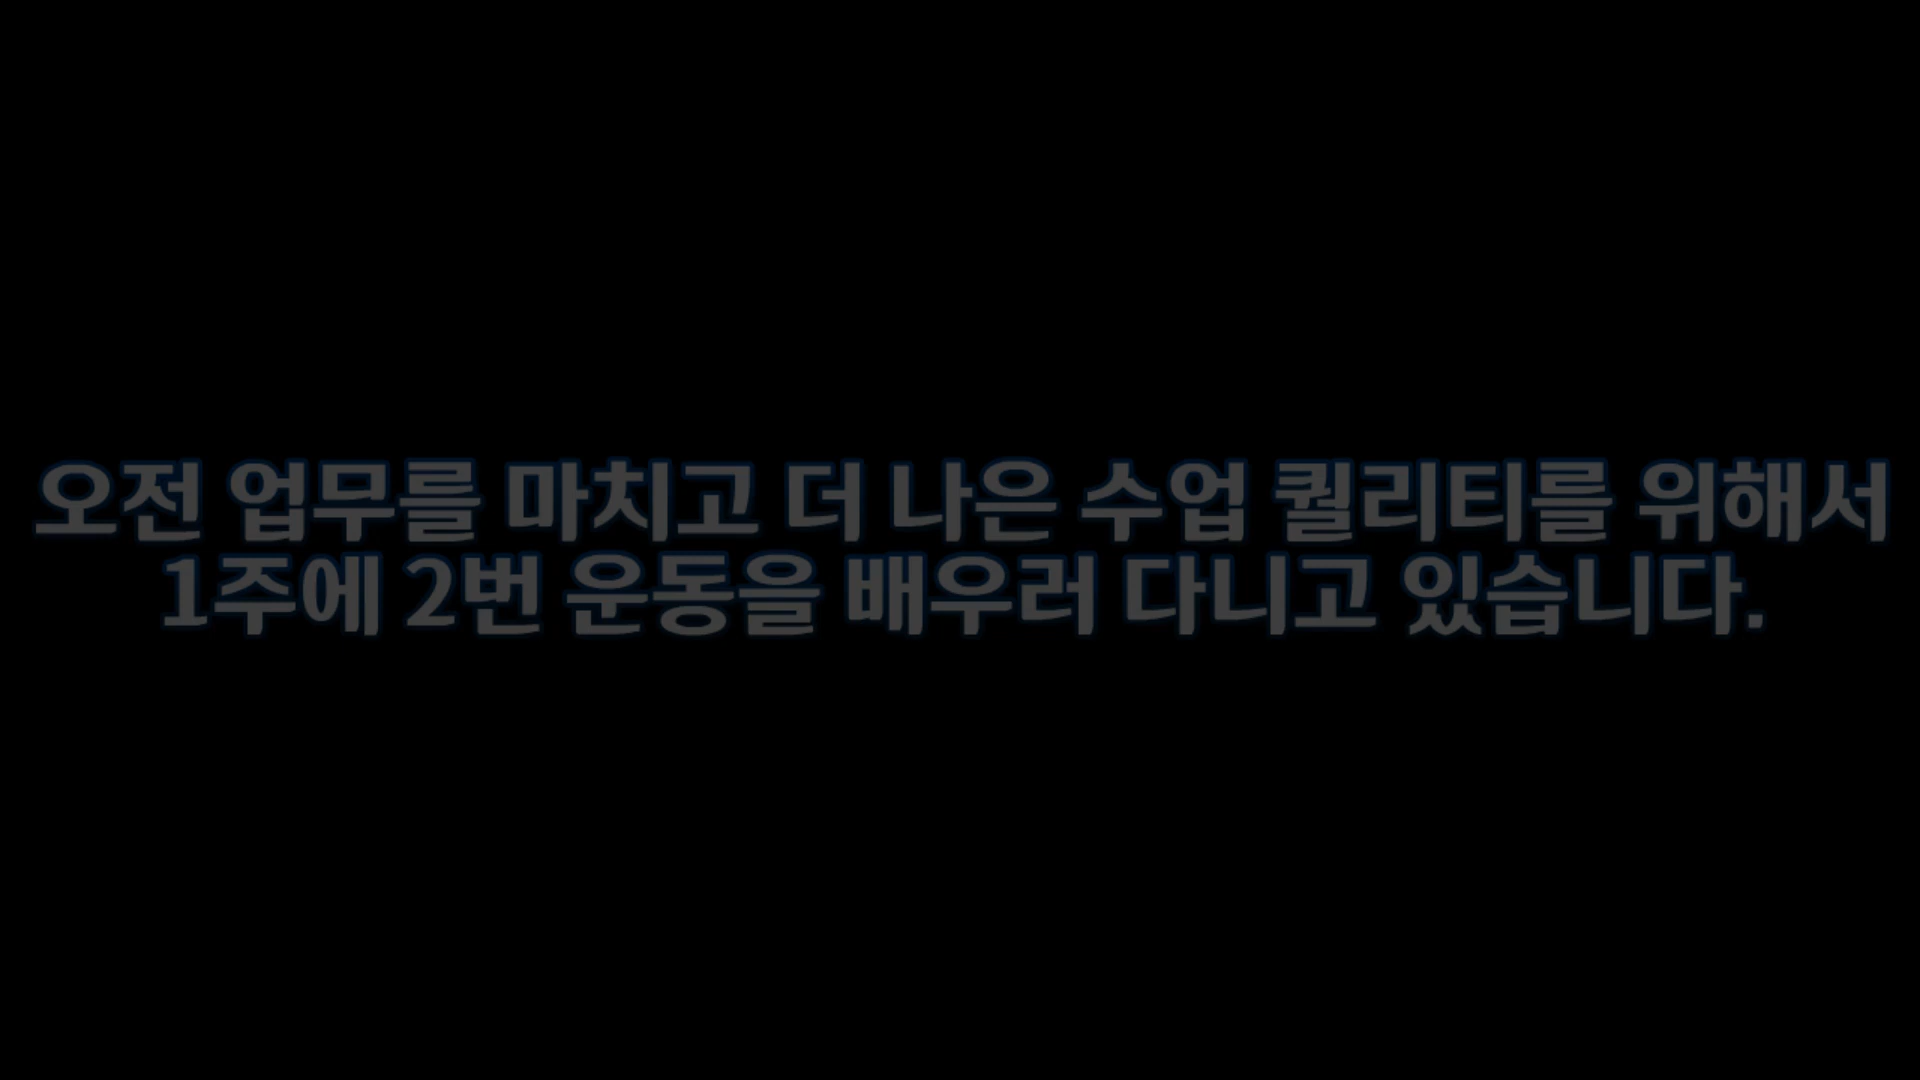 오전 업무를 마치고 더 나은 수업 퀄리티를 위해서
1주에 2번 운동을 배우러 다니고 있습니다.